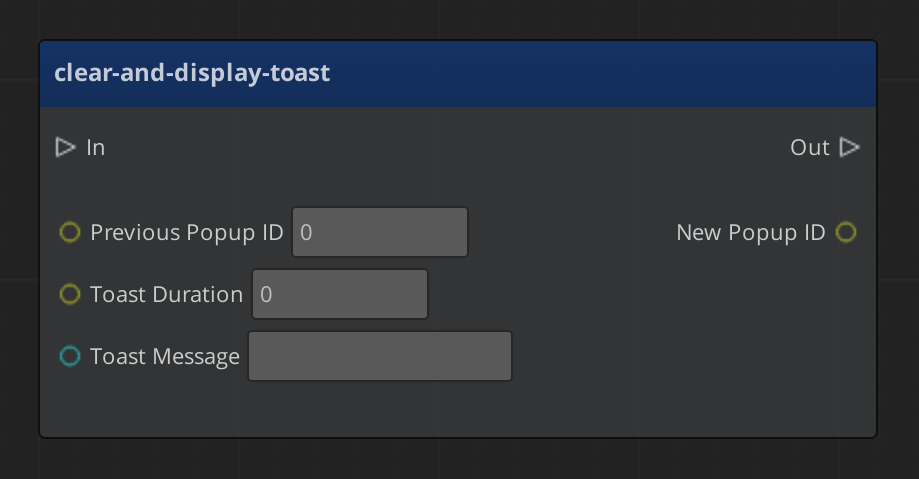 clear-and-display-toast
In
Out
Previous Popup ID 0
New Popup ID
Toast Duration 0
Toast Message